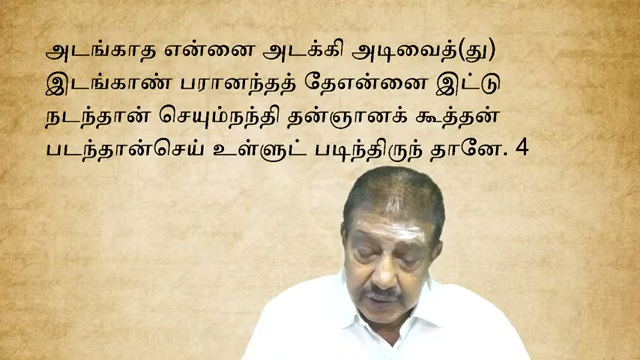 அடங்காத என்னை அடக்கி அடிவைத்(து)
இடங்காண் பரானந்தத் தேஎன்னை இட்டு
நடந்தான் செயும்நந்தி தன்ஞானக் கூத்தன்
படந்தான்செய் உள்ளுட் படிந்திருந் தானே. 4